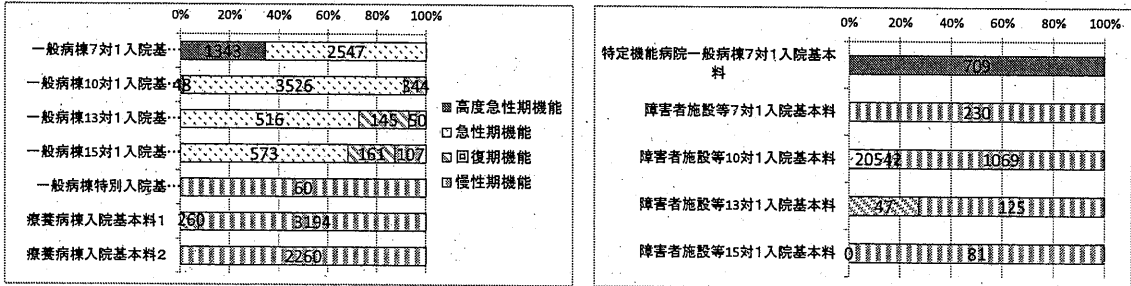 0% 20% 40% 60% 80% 100%
一般病棟7対1入院基… 1343 2547
一般病棟10対1入院基… 48 3526 344
一般病棟13対1入院基… 516 145 50
一般病棟15対1入院基… 573 161 107
一般病棟特別入院基… 60
療養病棟入院基本料1 260 3194
療養病棟入院基本料2 2260
高度急性期機能
急性期機能
回復期機能
慢性期機能
0% 20% 40% 60% 80% 100%
特定機能病院一般病棟7対1入院基本
料 709
障害者施設等7対1入院基本料 230
障害者施設等10対1入院基本料 20542 1069
障害者施設等13対1入院基本料 47 125
障害者施設等15対1入院基本料 0 81